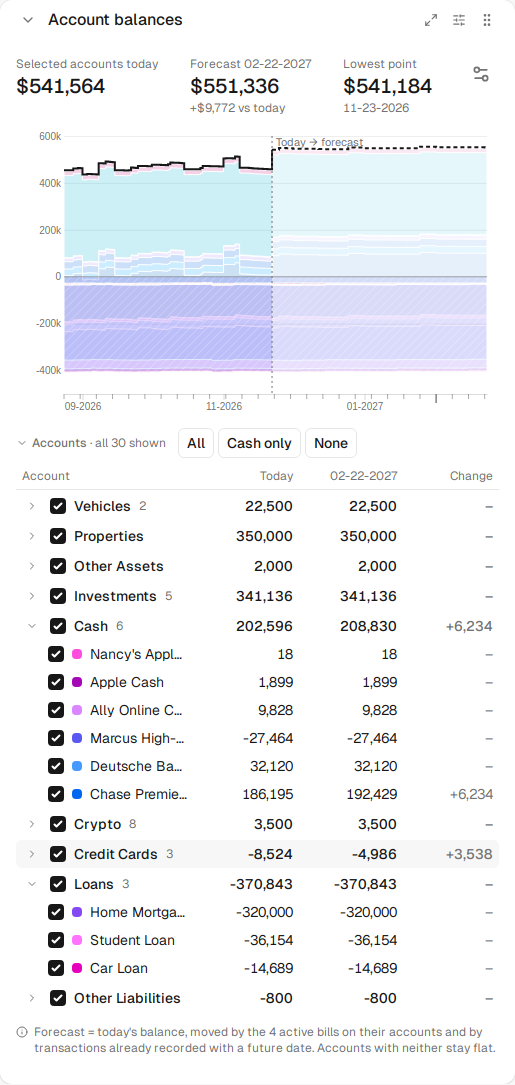 Account balances
Selected accounts today
Forecast 02-22-2027
Lowest point
$541,564
$551,336
$541,184
+$9,772 vs today
11-23-2026
Today → forecast
600k
400k
200k
0
-200k
-400k
09-2026
11-2026
01-2027
Accounts · all 30 shown
All
Cash only
None
Account Today 02-22-2027 Change
Vehicles 2 22,500 22,500 –
Properties 350,000 350,000 –
Other Assets 2,000 2,000 –
Investments 5 341,136 341,136 –
Cash 6 202,596 208,830 +6,234
Nancy's Appl... 18 18 –
Apple Cash 1,899 1,899 –
Ally Online C... 9,828 9,828 –
Marcus High-... -27,464 -27,464 –
Deutsche Ba... 32,120 32,120 –
Chase Premie... 186,195 192,429 +6,234
Crypto 8 3,500 3,500 –
Credit Cards 3 -8,524 -4,986 +3,538
Loans 3 -370,843 -370,843 –
Home Mortga... -320,000 -320,000 –
Student Loan -36,154 -36,154 –
Car Loan -14,689 -14,689 –
Other Liabilities -800 -800 –
Forecast = today's balance, moved by the 4 active bills on their accounts and by
transactions already recorded with a future date. Accounts with neither stay flat.